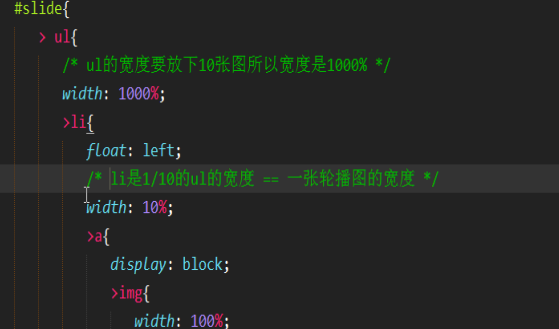 #slide{
> ul{
/* ul的宽度要放下10张图所以宽度是1000% */
width: 1000%;
>li{
float: left;
/* li是1/10的ul的宽度 == 一张轮播图的宽度 */
width: 10%;
>a{
display: block;
>img{
width: 100%;